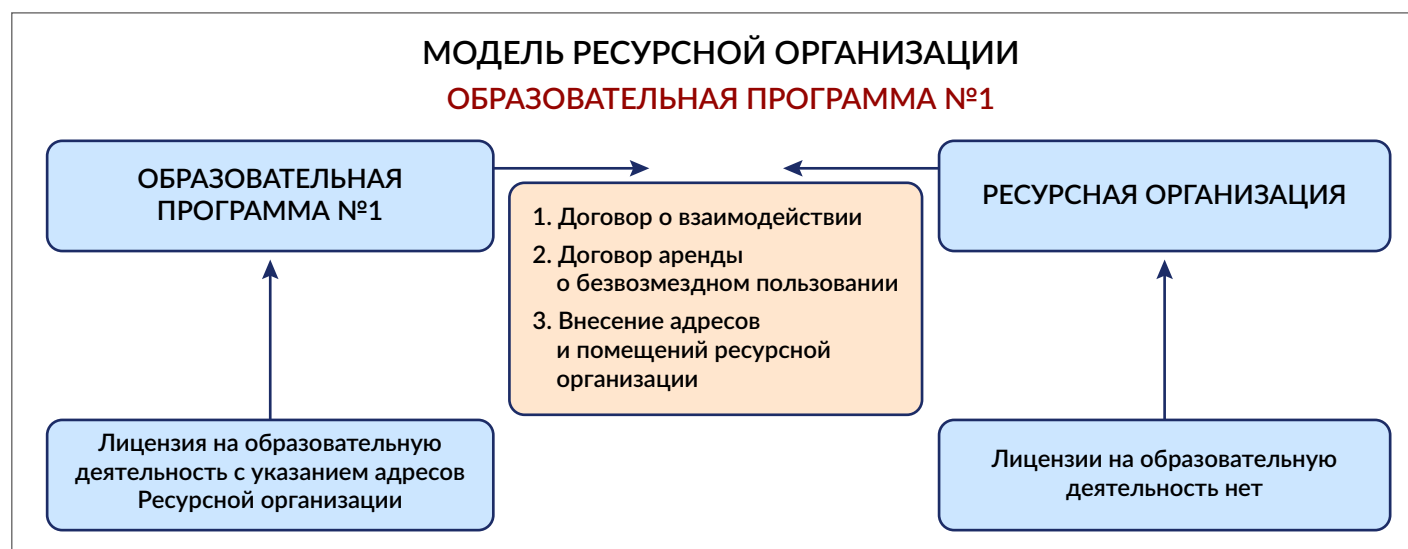 МОДЕЛЬ РЕСУРСНОЙ ОРГАНИЗАЦИИ
ОБРАЗОВАТЕЛЬНАЯ ПРОГРАММА №1
ОБРАЗОВАТЕЛЬНАЯ
ПРОГРАММА №1
1. Договор о взаимодействии
2. Договор аренды
о безвозмездном пользовании
3. Внесение адресов
и помещений ресурсной
организации
РЕСУРСНАЯ ОРГАНИЗАЦИЯ
Лицензия на образовательную
деятельность с указанием адресов
Ресурсной организации
Лицензии на образовательную
деятельность нет